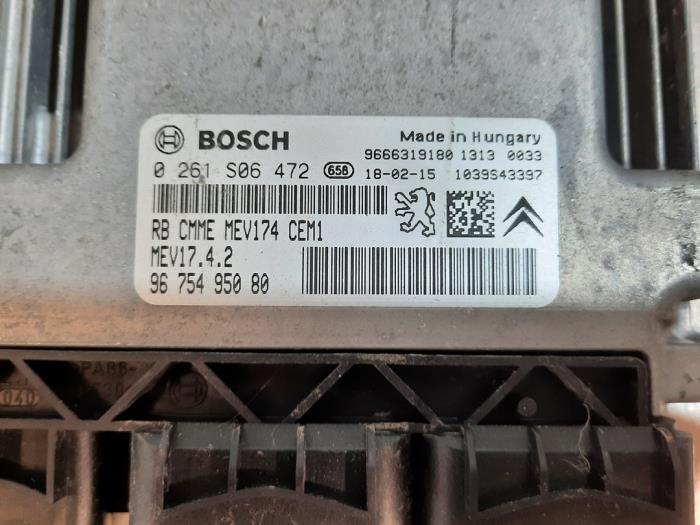 BOSCH
Made in Hungary
9666319180 1313 0033
0 261 S06 472 658 18-02-15 1039S43397
RB CMME MEV174 CEM1
MEV17.4.2
96 754 950 80